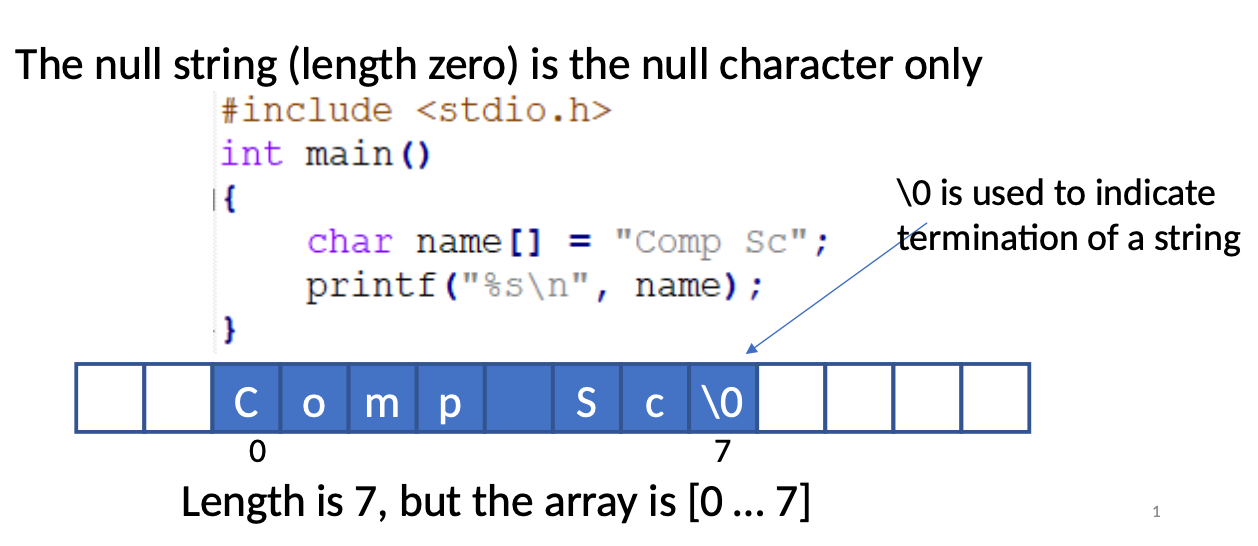 The null string (length zero) is the null character only
#include <stdio.h>
int main()
{
char name[] = "Comp Sc";
printf("%s\n", name);
}
\0 is used to indicate
termination of a string
C o m p S c \0
0 7
Length is 7, but the array is [0 ... 7]
1